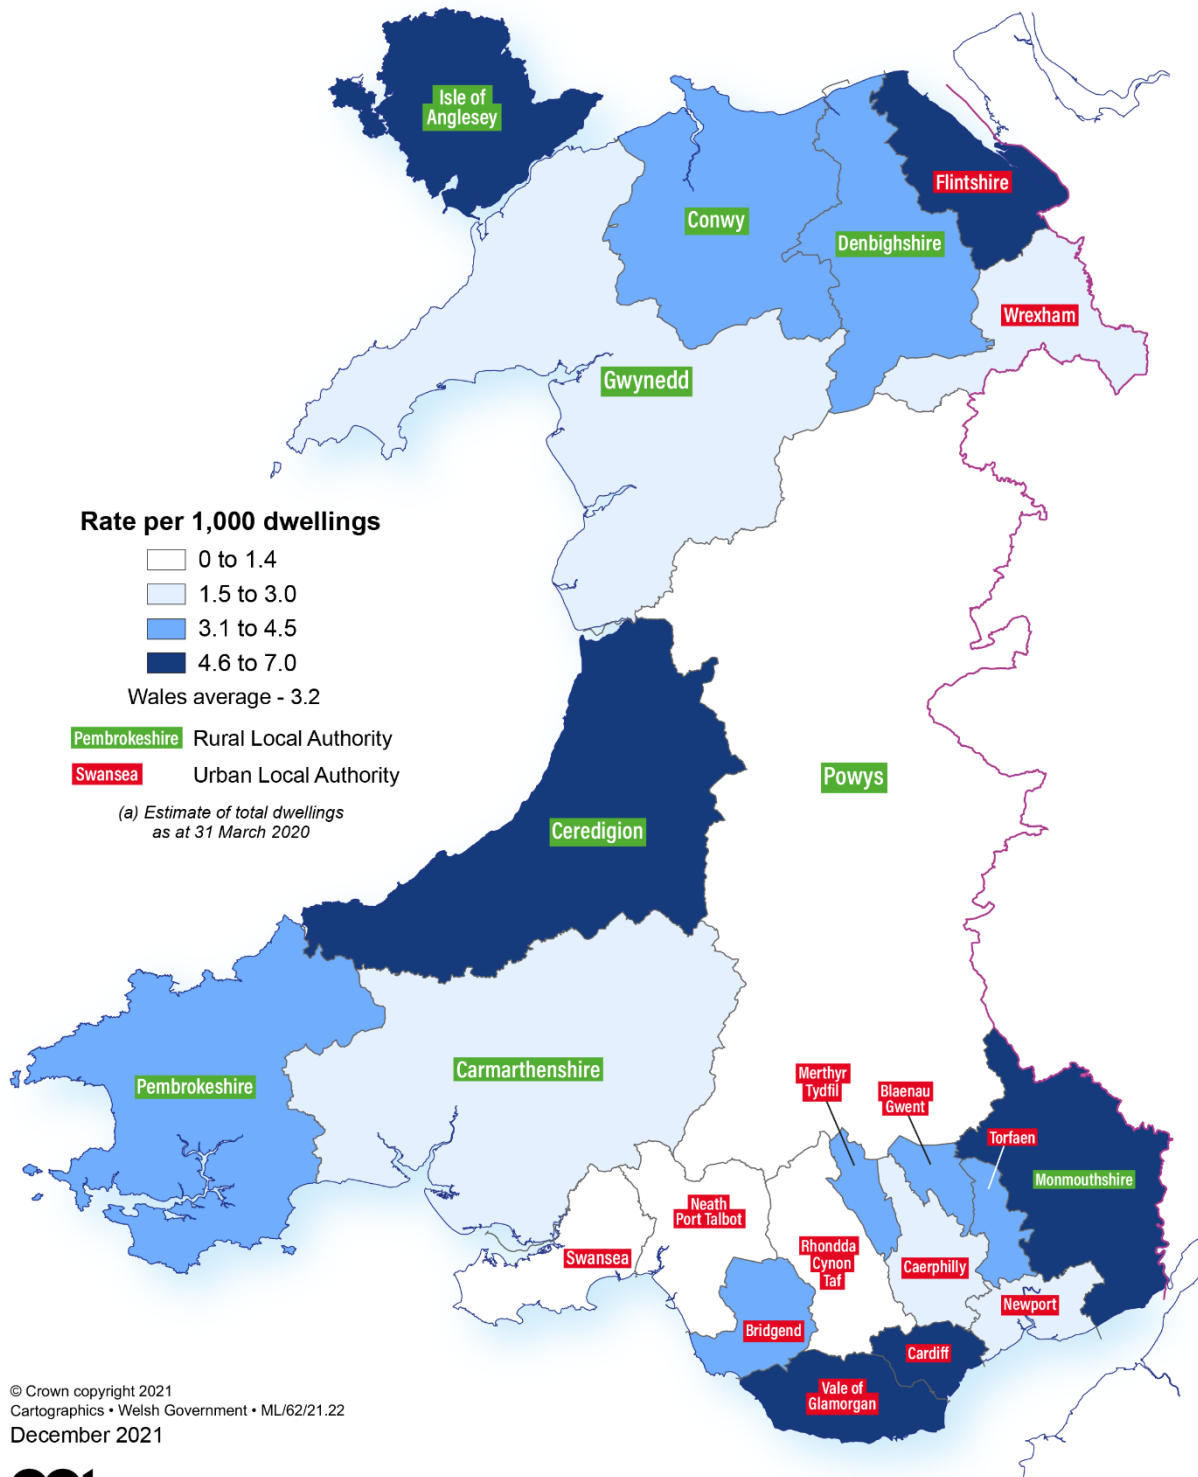 Isle of
Anglesey
Flintshire
Conwy
Denbighshire
Wrexham
Gwynedd
Rate per 1,000 dwellings
0 to 1.4
1.5 to 3.0
3.1 to 4.5
4.6 to 7.0
Wales average - 3.2
Pembrokeshire Rural Local Authority
Swansea Urban Local Authority
(a) Estimate of total dwellings
as at 31 March 2020
Powys
Ceredigion
Carmarthenshire
Pembrokeshire
Merthyr
Tydfil
Blaenau
Gwent
Torfaen
Monmouthshire
Neath
Port Talbot
Swansea
Rhondda
Cynon
Taf
Caerphilly
Newport
Bridgend
Cardiff
Vale of
Glamorgan
© Crown copyright 2021
Cartographics • Welsh Government • ML/62/21.22
December 2021